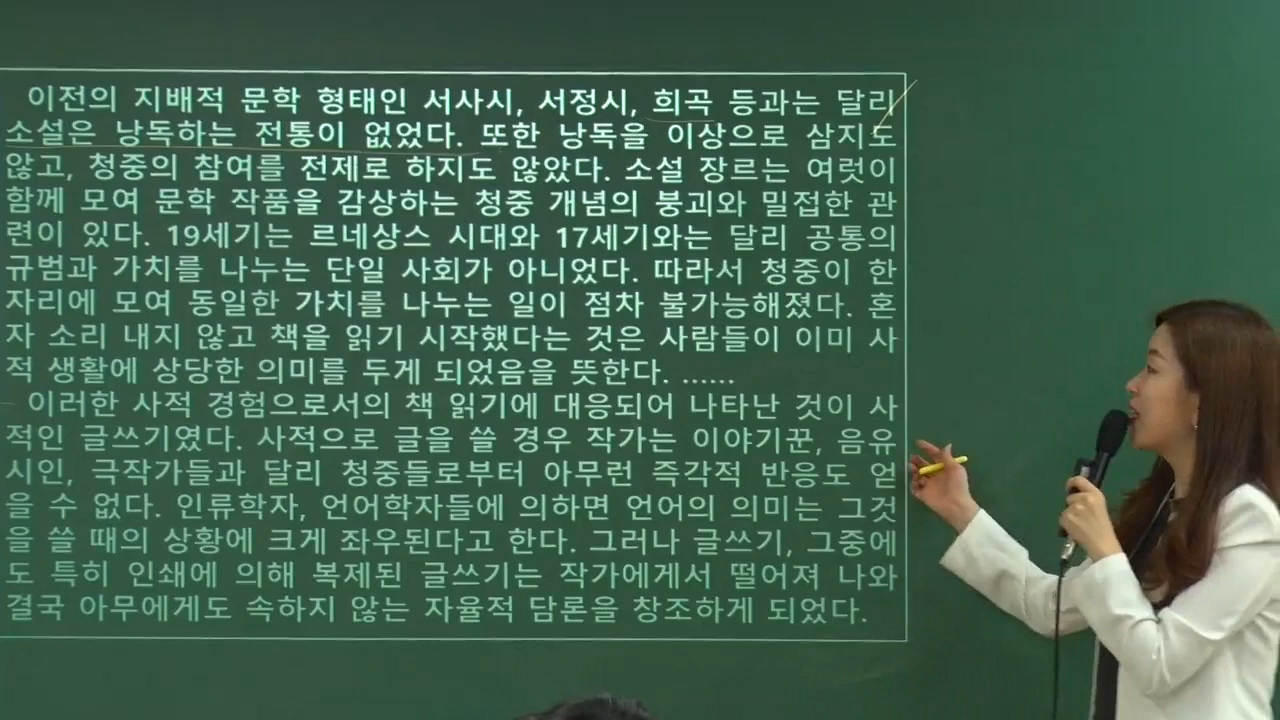 이전의 지배적 문학 형태인 서사시, 서정시, 희곡 등과는 달리
소설은 낭독하는 전통이 없었다. 또한 낭독을 이상으로 삼지도
않고, 청중의 참여를 전제로 하지도 않았다. 소설 장르는 여럿이
함께 모여 문학 작품을 감상하는 청중 개념의 붕괴와 밀접한 관
련이 있다. 19세기는 르네상스 시대와 17세기와는 달리 공통의
규범과 가치를 나누는 단일 사회가 아니었다. 따라서 청중이 한
자리에 모여 동일한 가치를 나누는 일이 점차 불가능해졌다. 혼
자 소리 내지 않고 책을 읽기 시작했다는 것은 사람들이 이미 사
적 생활에 상당한 의미를 두게 되었음을 뜻한다. ......
이러한 사적 경험으로서의 책 읽기에 대응되어 나타난 것이 사
적인 글쓰기였다. 사적으로 글을 쓸 경우 작가는 이야기꾼, 음유
시인, 극작가들과 달리 청중들로부터 아무런 즉각적 반응도 얻
을 수 없다. 인류학자, 언어학자들에 의하면 언어의 의미는 그것
을 쓸 때의 상황에 크게 좌우된다고 한다. 그러나 글쓰기, 그중에
도 특히 인쇄에 의해 복제된 글쓰기는 작가에게서 떨어져 나와
결국 아무에게도 속하지 않는 자율적 담론을 창조하게 되었다.